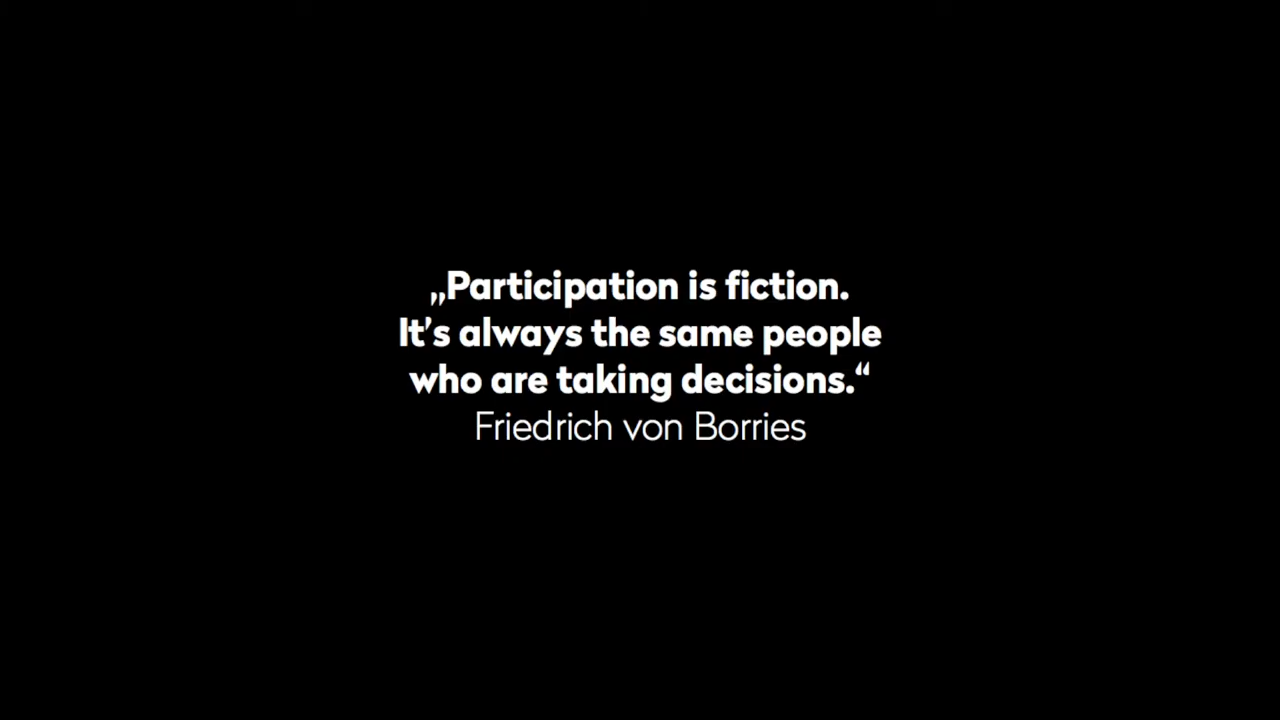 „Participation is fiction.
It’s always the same people
who are taking decisions.“
Friedrich von Borries